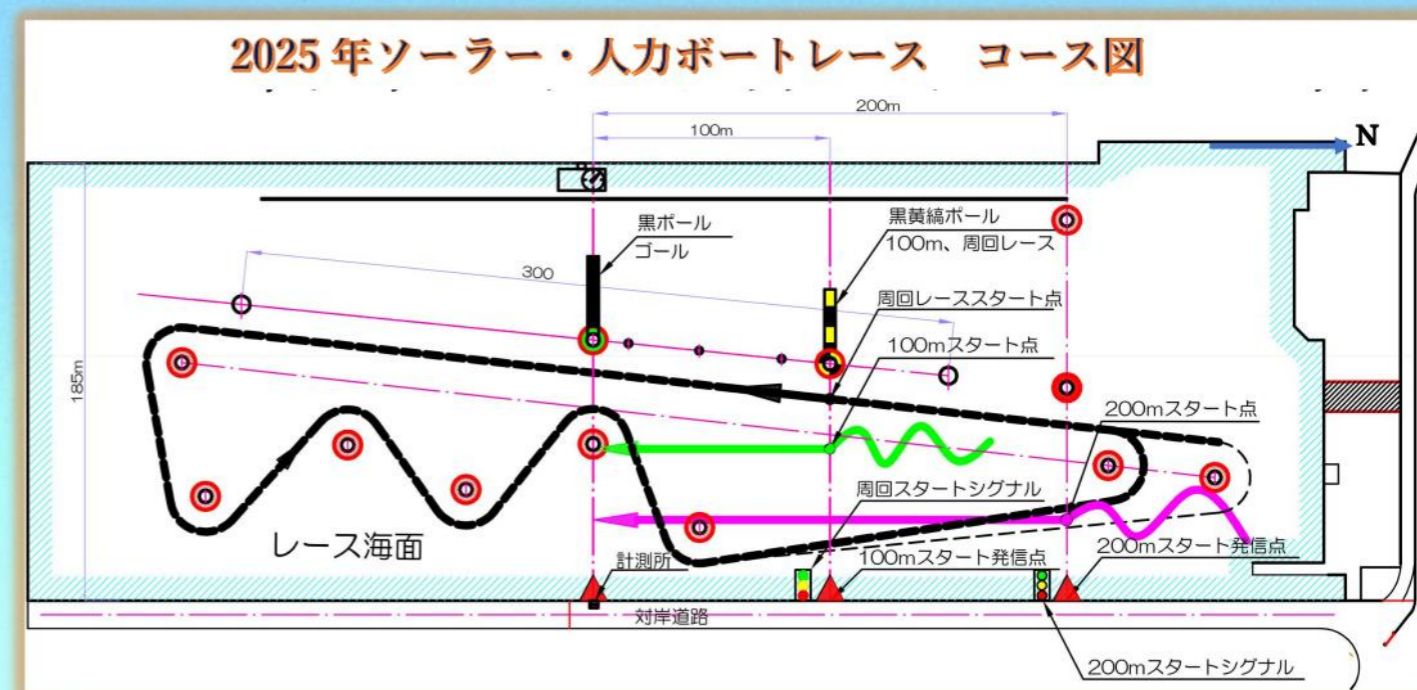 2025年ソーラー・人力ボートレース　コース図
200m
100m
N
黒ポール
ゴール
黒黄縞ポール
100m、周回レース
300
周回レーススタート点
100mスタート点
185m
200mスタート点
周回スタートシグナル
レース海面
計測所
100mスタート発信点
200mスタート発信点
対岸道路
200mスタートシグナル